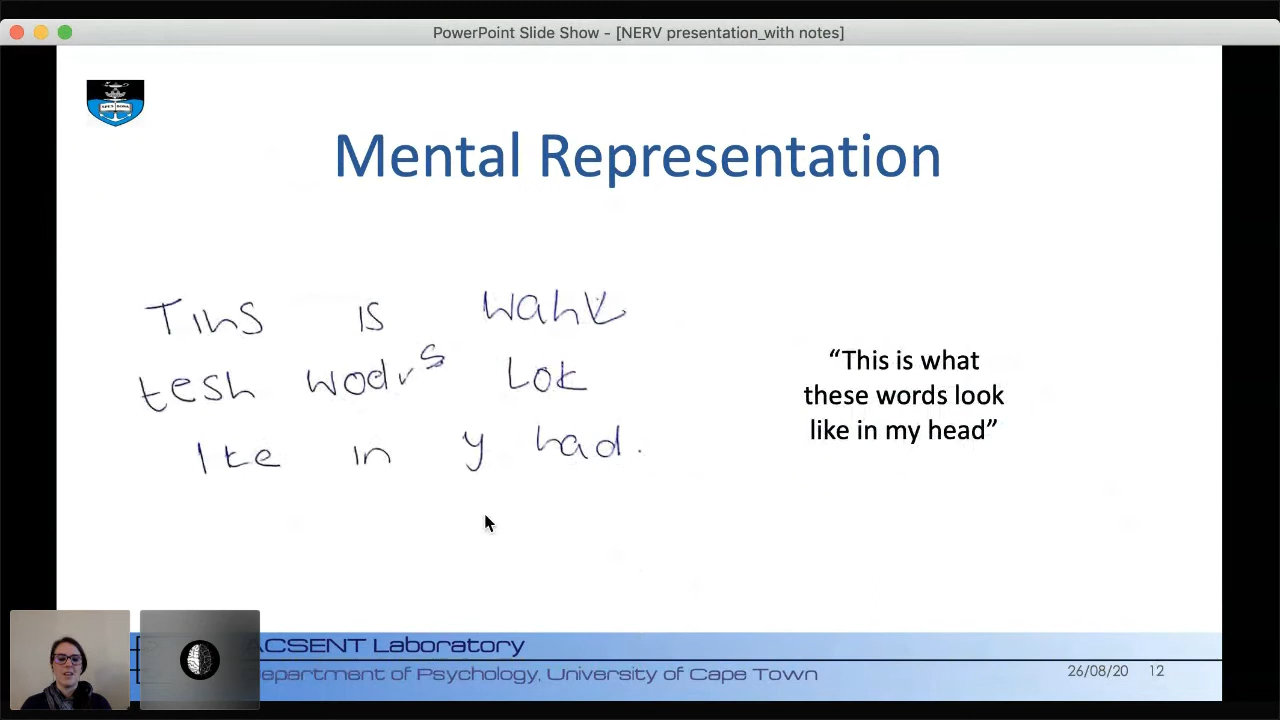 PowerPoint Slide Show - [NERV presentation_with notes]
Mental Representation
Tihs is wahk
tesh wodrs Lok
lke in y had.
“This is what
these words look
like in my head”
ACSENT Laboratory
epartment of Psychology, University of Cape Town
26/08/20 12